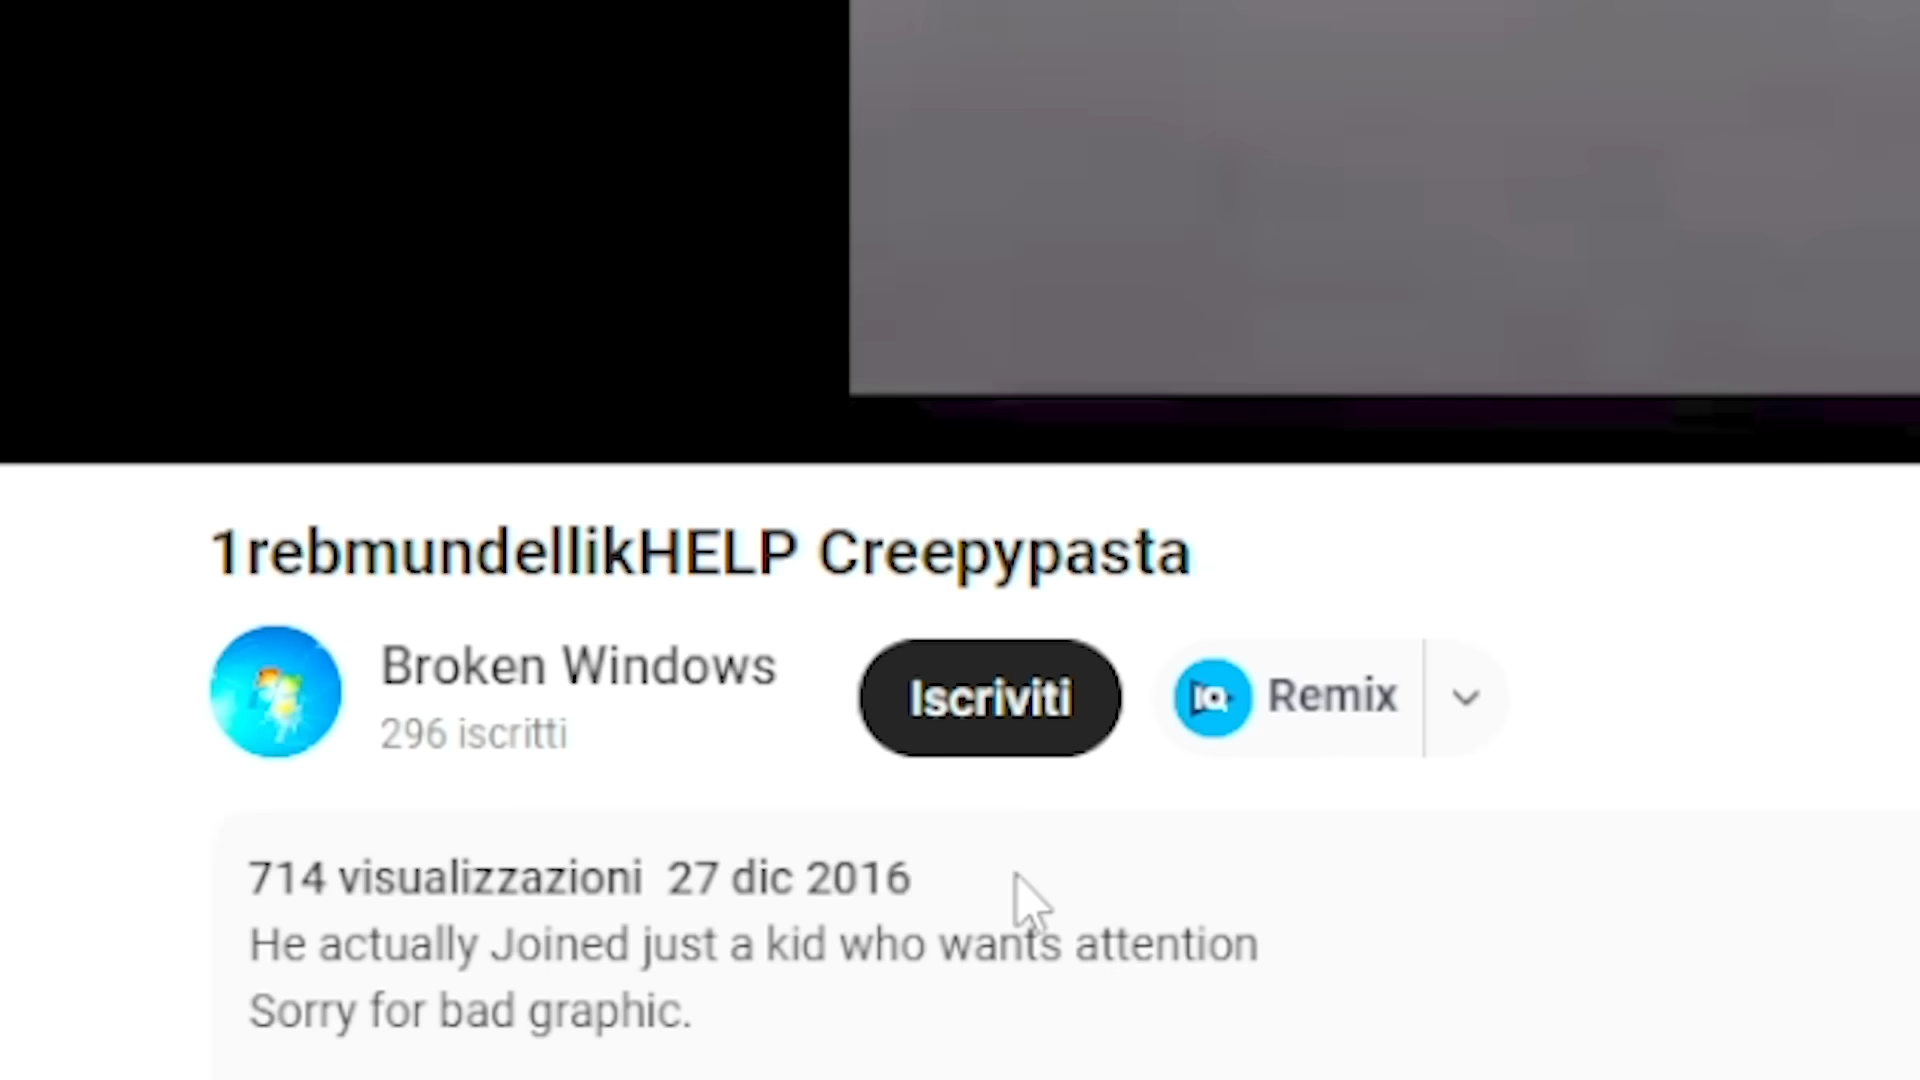 1rebmundellikHELP Creepypasta
Broken Windows
296 iscritti
Iscriviti
IQ Remix
714 visualizzazioni 27 dic 2016
He actually Joined just a kid who wants attention
Sorry for bad graphic.